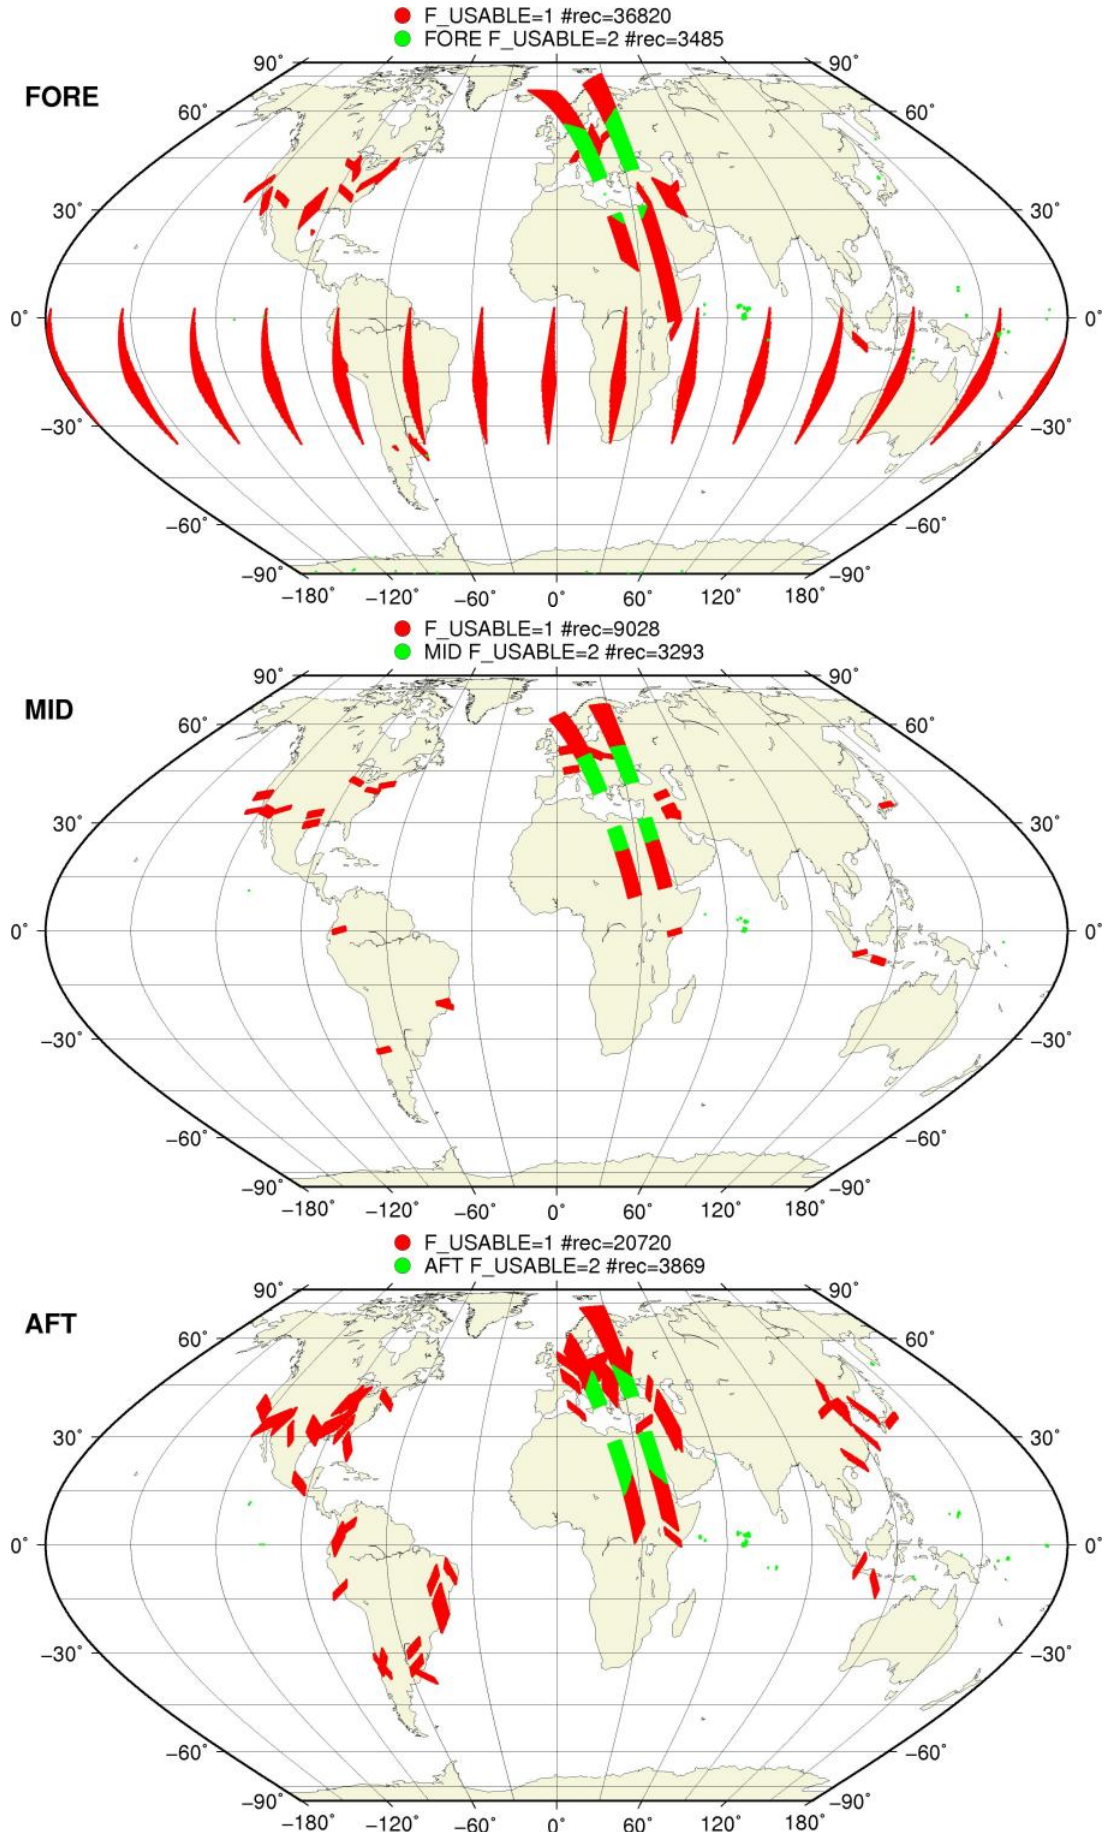 F_USABLE=1 #rec=36820
FORE F_USABLE=2 #rec=3485
FORE
90° 90°
60° 60°
30° 30°
0° 0°
−30° −30°
−60° −60°
−90° −90°
−180° −120° −60° 0° 60° 120° 180°
F_USABLE=1 #rec=9028
MID F_USABLE=2 #rec=3293
90° 90°
MID
60° 60°
30° 30°
0° 0°
−30° −30°
−60° −60°
−90° −90°
−180° −120° −60° 0° 60° 120° 180°
F_USABLE=1 #rec=20720
AFT F_USABLE=2 #rec=3869
90° 90°
AFT
60° 60°
30° 30°
0° 0°
−30° −30°
−60° −60°
−90° −90°
−180° −120° −60° 0° 60° 120° 180°